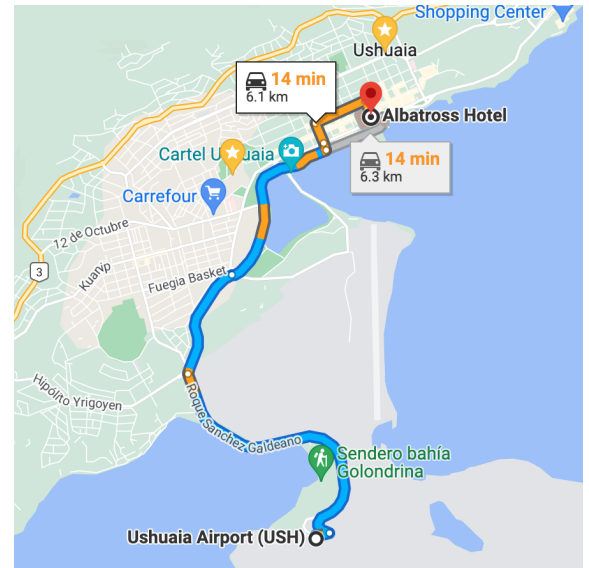 Shopping Center
Ushuaia
14 min
6.1 km
Albatross Hotel
Cartel Ushuaia
14 min
6.3 km
Carrefour
12 de Octubre
3
Kuanip
Fuegia Basket
Hipólito Yrigoyen
Roque Sanchez Galdeano
Sendero bahía
Golondrina
Ushuaia Airport (USH)